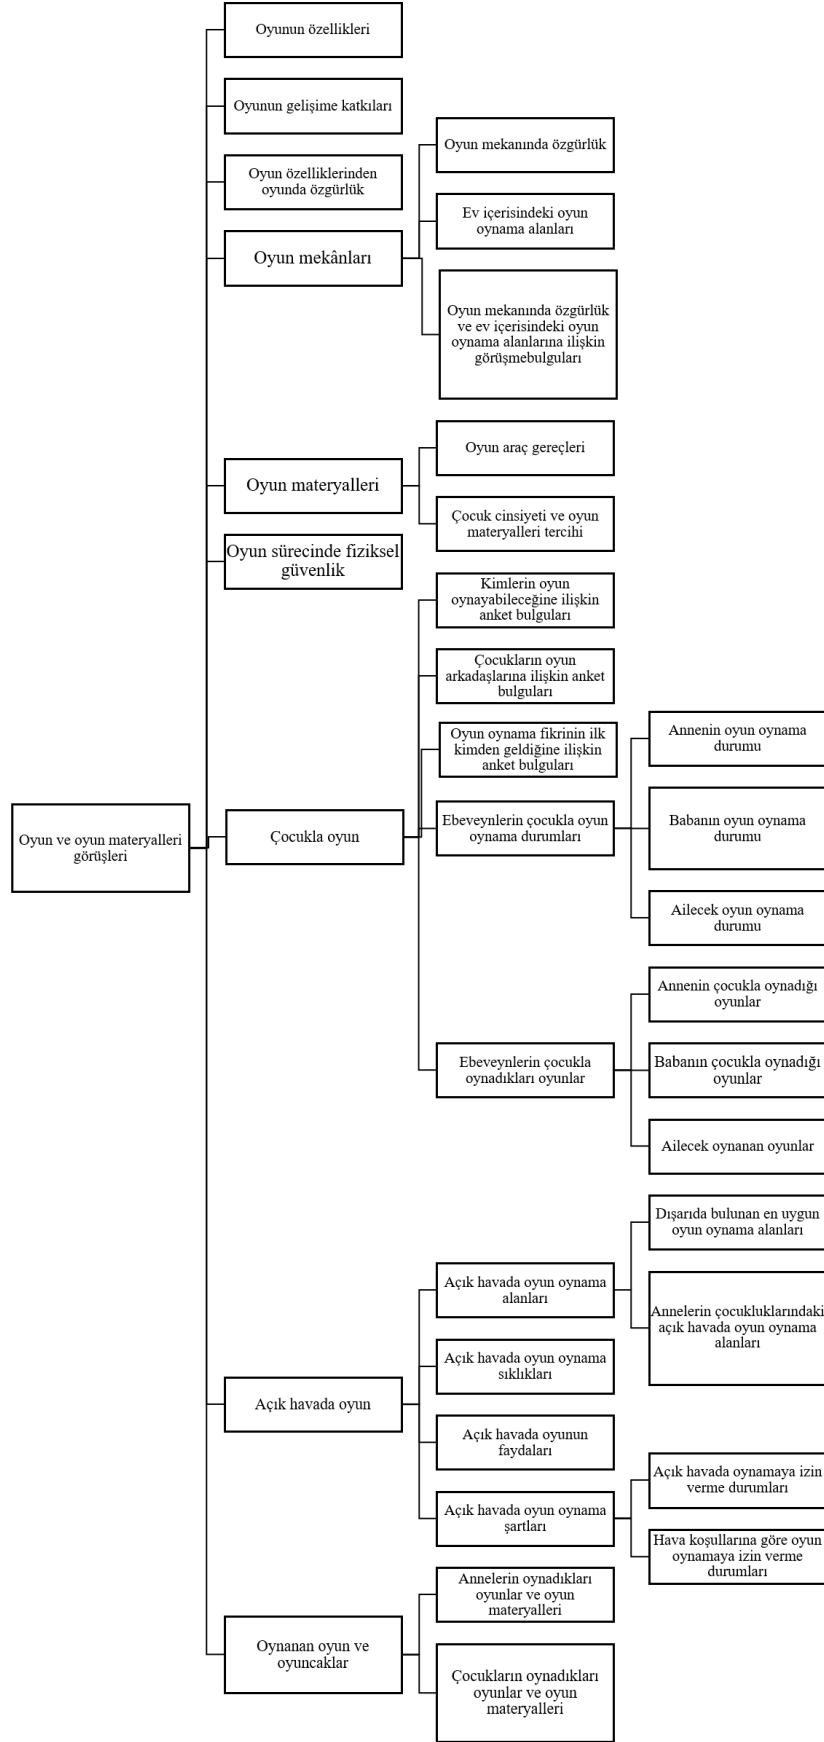 Oyunun özellikleri
Oyunun gelişime katkıları
Oyun özelliklerinden
oyunda özgürlük
Oyun mekânları
Oyun mekanında özgürlük
Ev içerisindeki oyun
oynama alanları
Oyun mekanında özgürlük
ve ev içerisindeki oyun
oynama alanlarına ilişkin
görüşmebulguları
Oyun materyalleri
Oyun araç gereçleri
Çocuk cinsiyeti ve oyun
materyalleri tercihi
Oyun sürecinde fiziksel
güvenlik
Oyun ve oyun materyalleri
görüşleri
Çocukla oyun
Kimlerin oyun
oynayabileceğine ilişkin
anket bulguları
Çocukların oyun
arkadaşlarına ilişkin anket
bulguları
Oyun oynama fikrinin ilk
kimden geldiğine ilişkin
anket bulguları
Ebeveynlerin çocukla oyun
oynama durumları
Annenin oyun oynama
durumu
Babanın oyun oynama
durumu
Ailecek oyun oynama
durumu
Ebeveynlerin çocukla
oynadıkları oyunlar
Annenin çocukla oynadığı
oyunlar
Babanın çocukla oynadığı
oyunlar
Ailecek oynanan oyunlar
Açık havada oyun
Açık havada oyun oynama
alanları
Dışarıda bulunan en uygun
oyun oynama alanları
Annelerin çocukluklarındaki
açık havada oyun oynama
alanları
Açık havada oyun oynama
sıklıkları
Açık havada oyunun
faydaları
Açık havada oyun oynama
şartları
Açık havada oynamaya izin
verme durumları
Hava koşullarına göre oyun
oynamaya izin verme
durumları
Oynanan oyun ve
oyuncaklar
Annelerin oynadıkları
oyunlar ve oyun
materyalleri
Çocukların oynadıkları
oyunlar ve oyun
materyalleri